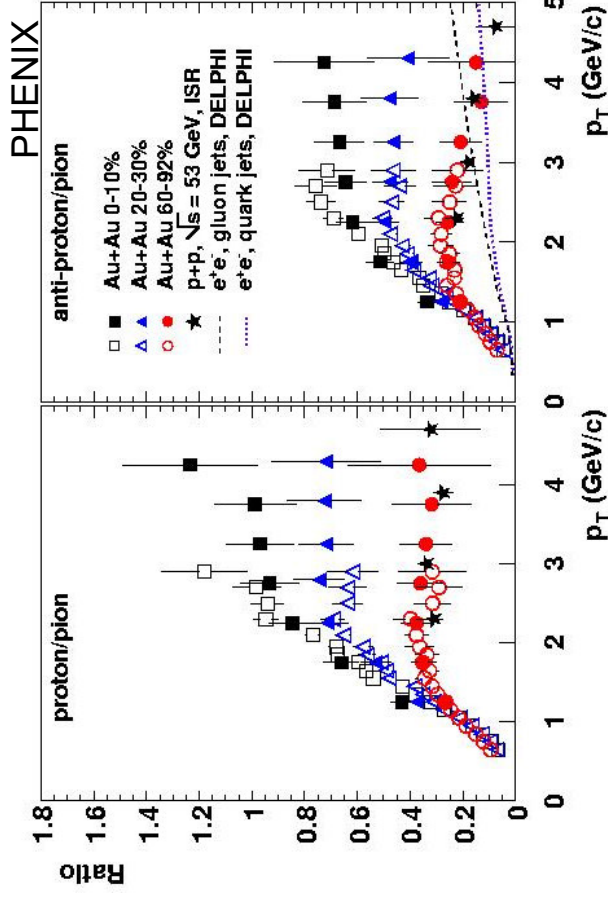 PHENIX
Ratio
1.8
1.6
1.4
1.2
1
0.8
0.6
0.4
0.2
0
proton/pion
0 1 2 3 4
p_T (GeV/c)
anti-proton/pion
Au+Au 0-10%
Au+Au 20-30%
Au+Au 60-92%
p+p, √s = 53 GeV, ISR
e⁺e⁻, gluon jets, DELPHI
e⁺e⁻, quark jets, DELPHI
0 1 2 3 4 5
p_T (GeV/c)